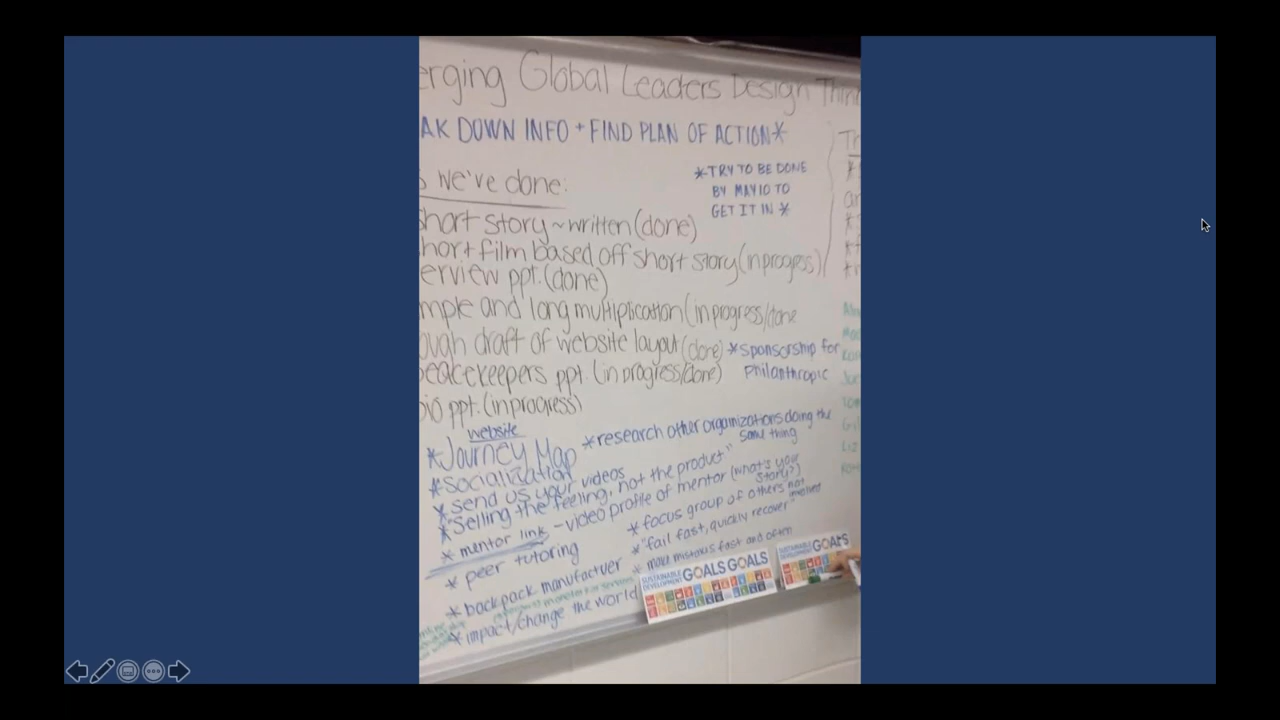 erging Global Leaders Design Thin
AK DOWN INFO + FIND PLAN OF ACTION*
*TRY TO BE DONE
BY MAY 10 TO
GET IT IN *
we've done:
hort story ~ written (done)
hort film based off short story (in progress)
erview ppt. (done)
mple and long multiplication (in progress/done
ough draft of website layout (done) *sponsorship for
philanthropic
eacekeepers ppt. (in progress/done)
bio ppt. (in progress)
website
*Journey Map
*research other organizations doing the
same thing
*socialization
*send us your videos
*"Selling the feeling, not the product"
*mentor link - video profile of mentor (what's your
story?)
*focus group of others not
involved
*peer tutoring
*"fail fast, quickly recover"
*make mistakes fast and often
*backpack manufactuer
*impact/change the world
SUSTAINABLE
DEVELOPMENT GOALS GOALS
SUSTAINABLE
DEVELOPMENT GOALS